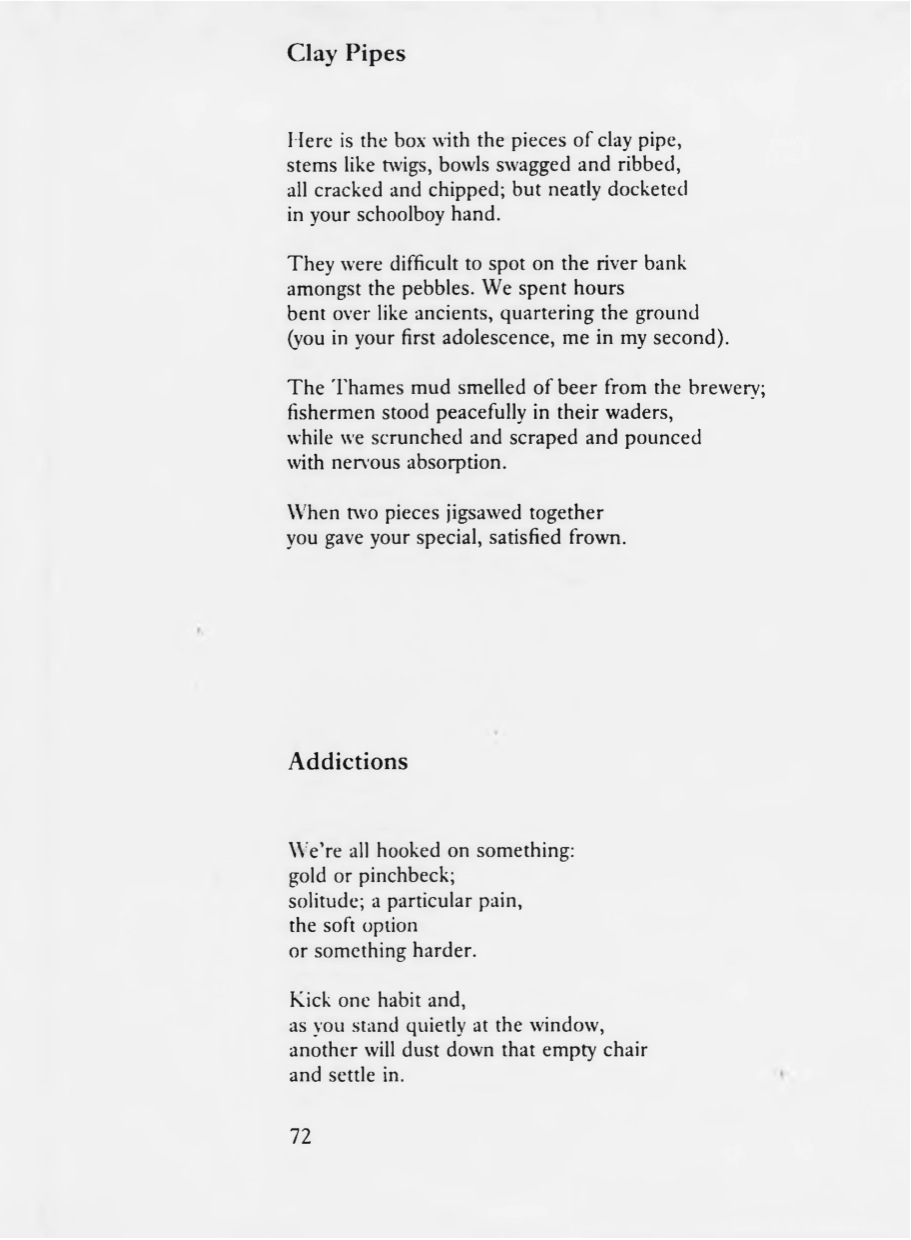 Clay Pipes
Here is the box with the pieces of clay pipe,
stems like twigs, bowls swagged and ribbed,
all cracked and chipped; but neatly docketed
in your schoolboy hand.
They were difficult to spot on the river bank
amongst the pebbles. We spent hours
bent over like ancients, quartering the ground
(you in your first adolescence, me in my second).
The Thames mud smelled of beer from the brewery;
fishermen stood peacefully in their waders,
while we scrunched and scraped and pounced
with nervous absorption.
When two pieces jigsawed together
you gave your special, satisfied frown.
Addictions
We're all hooked on something:
gold or pinchbeck;
solitude; a particular pain,
the soft option
or something harder.
Kick one habit and,
as you stand quietly at the window,
another will dust down that empty chair
and settle in.
72